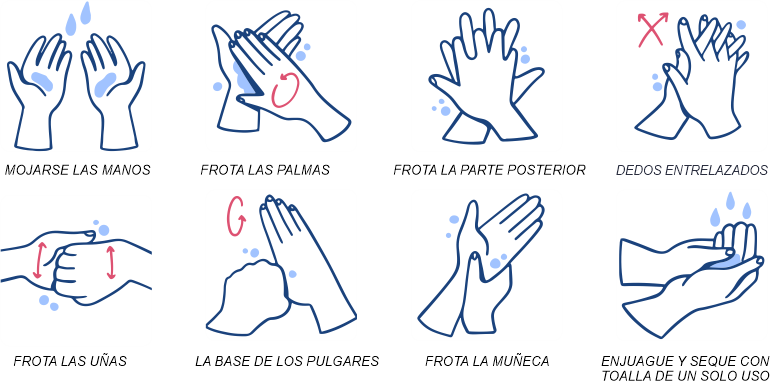 MOJARSE LAS MANOS
FROTA LAS PALMAS
FROTA LA PARTE POSTERIOR
DEDOS ENTRELAZADOS
FROTA LAS UÑAS
LA BASE DE LOS PULGARES
FROTA LA MUÑECA
ENJUAGUE Y SEQUE CON
TOALLA DE UN SOLO USO